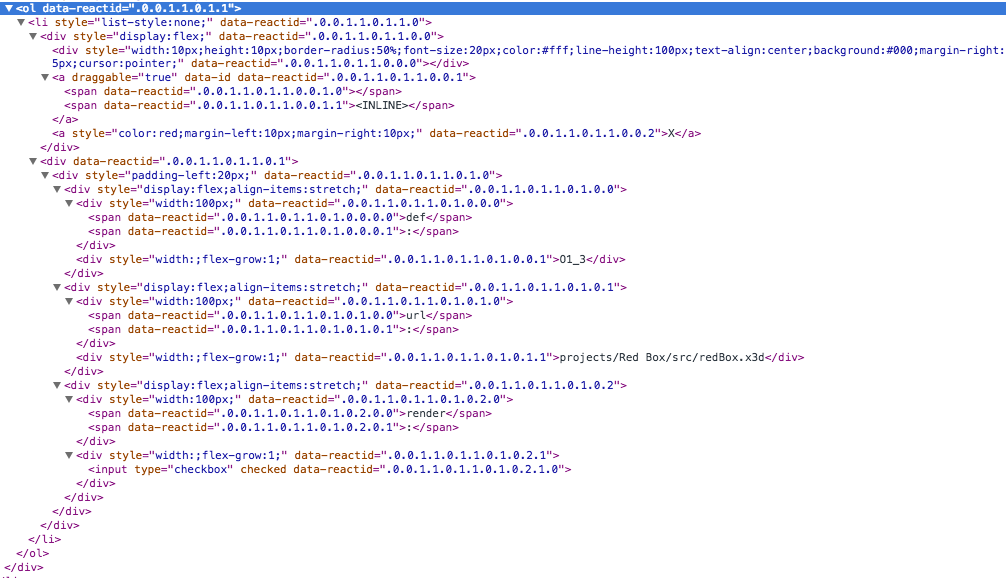 ▼<ol data-reactid=".0.0.1.1.0.1.1">
▼<li style="list-style:none;" data-reactid=".0.0.1.1.0.1.1.0">
▼<div style="display:flex;" data-reactid=".0.0.1.1.0.1.1.0.0">
<div style="width:10px;height:10px;border-radius:50%;font-size:20px;color:#fff;line-height:100px;text-align:center;background:#000;margin-right:
5px;cursor:pointer;" data-reactid=".0.0.1.1.0.1.1.0.0.0"></div>
▼<a draggable="true" data-id data-reactid=".0.0.1.1.0.1.1.0.0.1">
<span data-reactid=".0.0.1.1.0.1.1.0.0.1.0"></span>
<span data-reactid=".0.0.1.1.0.1.1.0.0.1.1"><INLINE></span>
</a>
<a style="color:red;margin-left:10px;margin-right:10px;" data-reactid=".0.0.1.1.0.1.1.0.0.2">X</a>
</div>
▼<div data-reactid=".0.0.1.1.0.1.1.0.1">
▼<div style="padding-left:20px;" data-reactid=".0.0.1.1.0.1.1.0.1.0">
▼<div style="display:flex;align-items:stretch;" data-reactid=".0.0.1.1.0.1.1.0.1.0.0">
▼<div style="width:100px;" data-reactid=".0.0.1.1.0.1.1.0.1.0.0.0">
<span data-reactid=".0.0.1.1.0.1.1.0.1.0.0.0.0">def</span>
<span data-reactid=".0.0.1.1.0.1.1.0.1.0.0.0.1">:</span>
</div>
<div style="width:;flex-grow:1;" data-reactid=".0.0.1.1.0.1.1.0.1.0.0.1">O1_3</div>
</div>
▼<div style="display:flex;align-items:stretch;" data-reactid=".0.0.1.1.0.1.1.0.1.0.1">
▼<div style="width:100px;" data-reactid=".0.0.1.1.0.1.1.0.1.0.1.0">
<span data-reactid=".0.0.1.1.0.1.1.0.1.0.1.0.0">url</span>
<span data-reactid=".0.0.1.1.0.1.1.0.1.0.1.0.1">:</span>
</div>
<div style="width:;flex-grow:1;" data-reactid=".0.0.1.1.0.1.1.0.1.0.1.1">projects/Red Box/src/redBox.x3d</div>
</div>
▼<div style="display:flex;align-items:stretch;" data-reactid=".0.0.1.1.0.1.1.0.1.0.2">
▼<div style="width:100px;" data-reactid=".0.0.1.1.0.1.1.0.1.0.2.0">
<span data-reactid=".0.0.1.1.0.1.1.0.1.0.2.0.0">render</span>
<span data-reactid=".0.0.1.1.0.1.1.0.1.0.2.0.1">:</span>
</div>
▼<div style="width:;flex-grow:1;" data-reactid=".0.0.1.1.0.1.1.0.1.0.2.1">
<input type="checkbox" checked data-reactid=".0.0.1.1.0.1.1.0.1.0.2.1.0">
</div>
</div>
</div>
</div>
</li>
</ol>
</div>